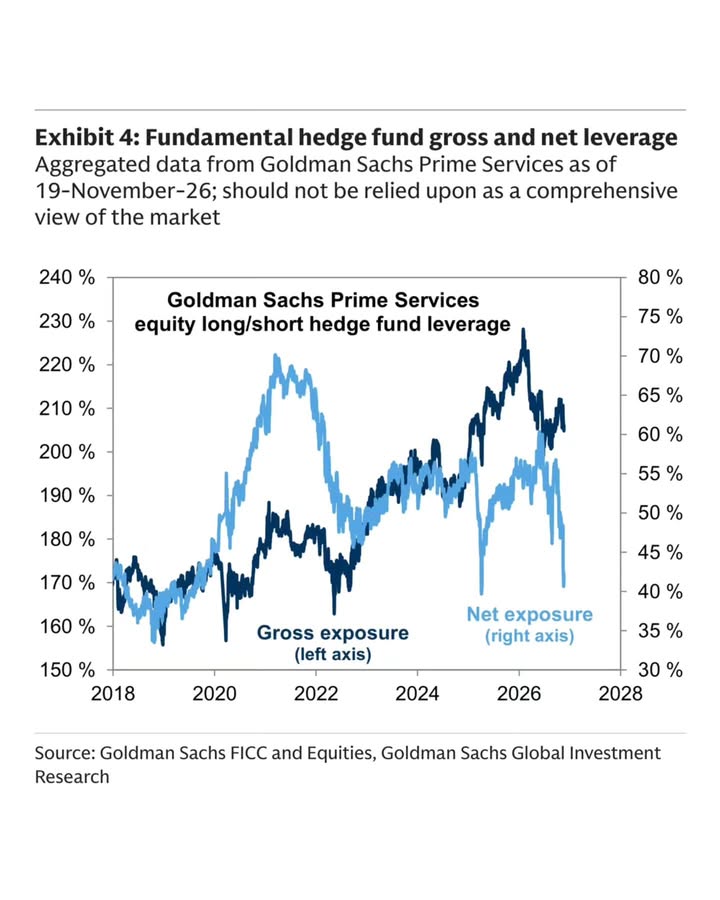 Exhibit 4: Fundamental hedge fund gross and net leverage
Aggregated data from Goldman Sachs Prime Services as of
19-November-26; should not be relied upon as a comprehensive
view of the market
Goldman Sachs Prime Services
equity long/short hedge fund leverage
240 %
230 %
220 %
210 %
200 %
190 %
180 %
170 %
160 %
150 %
80 %
75 %
70 %
65 %
60 %
55 %
50 %
45 %
40 %
35 %
30 %
Gross exposure
(left axis)
Net exposure
(right axis)
2018
2020
2022
2024
2026
2028
Source: Goldman Sachs FICC and Equities, Goldman Sachs Global Investment
Research